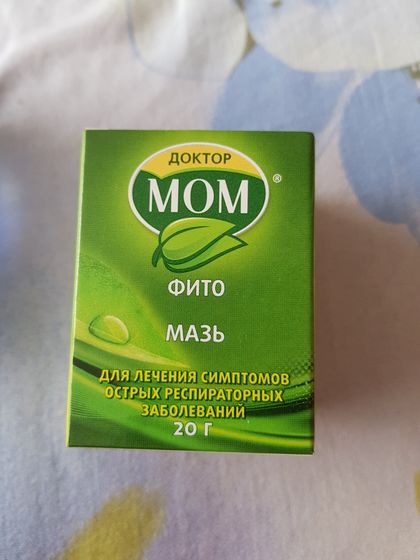 ДОКТОР
МОМ®
ФИТО
МАЗЬ
ДЛЯ ЛЕЧЕНИЯ СИМПТОМОВ
ОСТРЫХ РЕСПИРАТОРНЫХ
ЗАБОЛЕВАНИЙ
20 Г